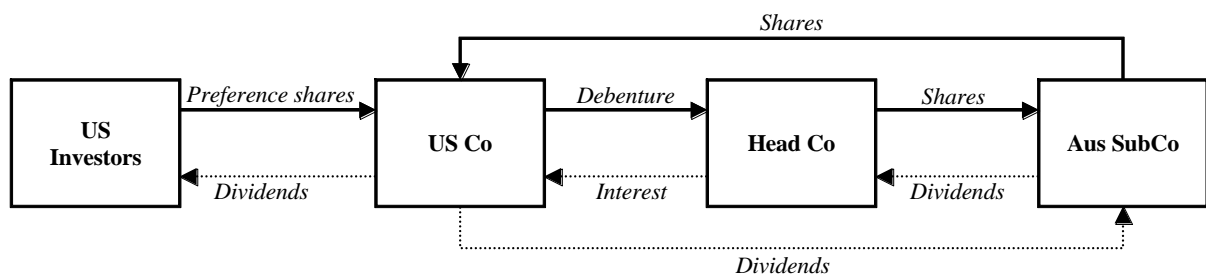 Shares
Preference shares
Debenture
Shares
US
Investors
US Co
Head Co
Aus SubCo
Dividends
Interest
Dividends
Dividends